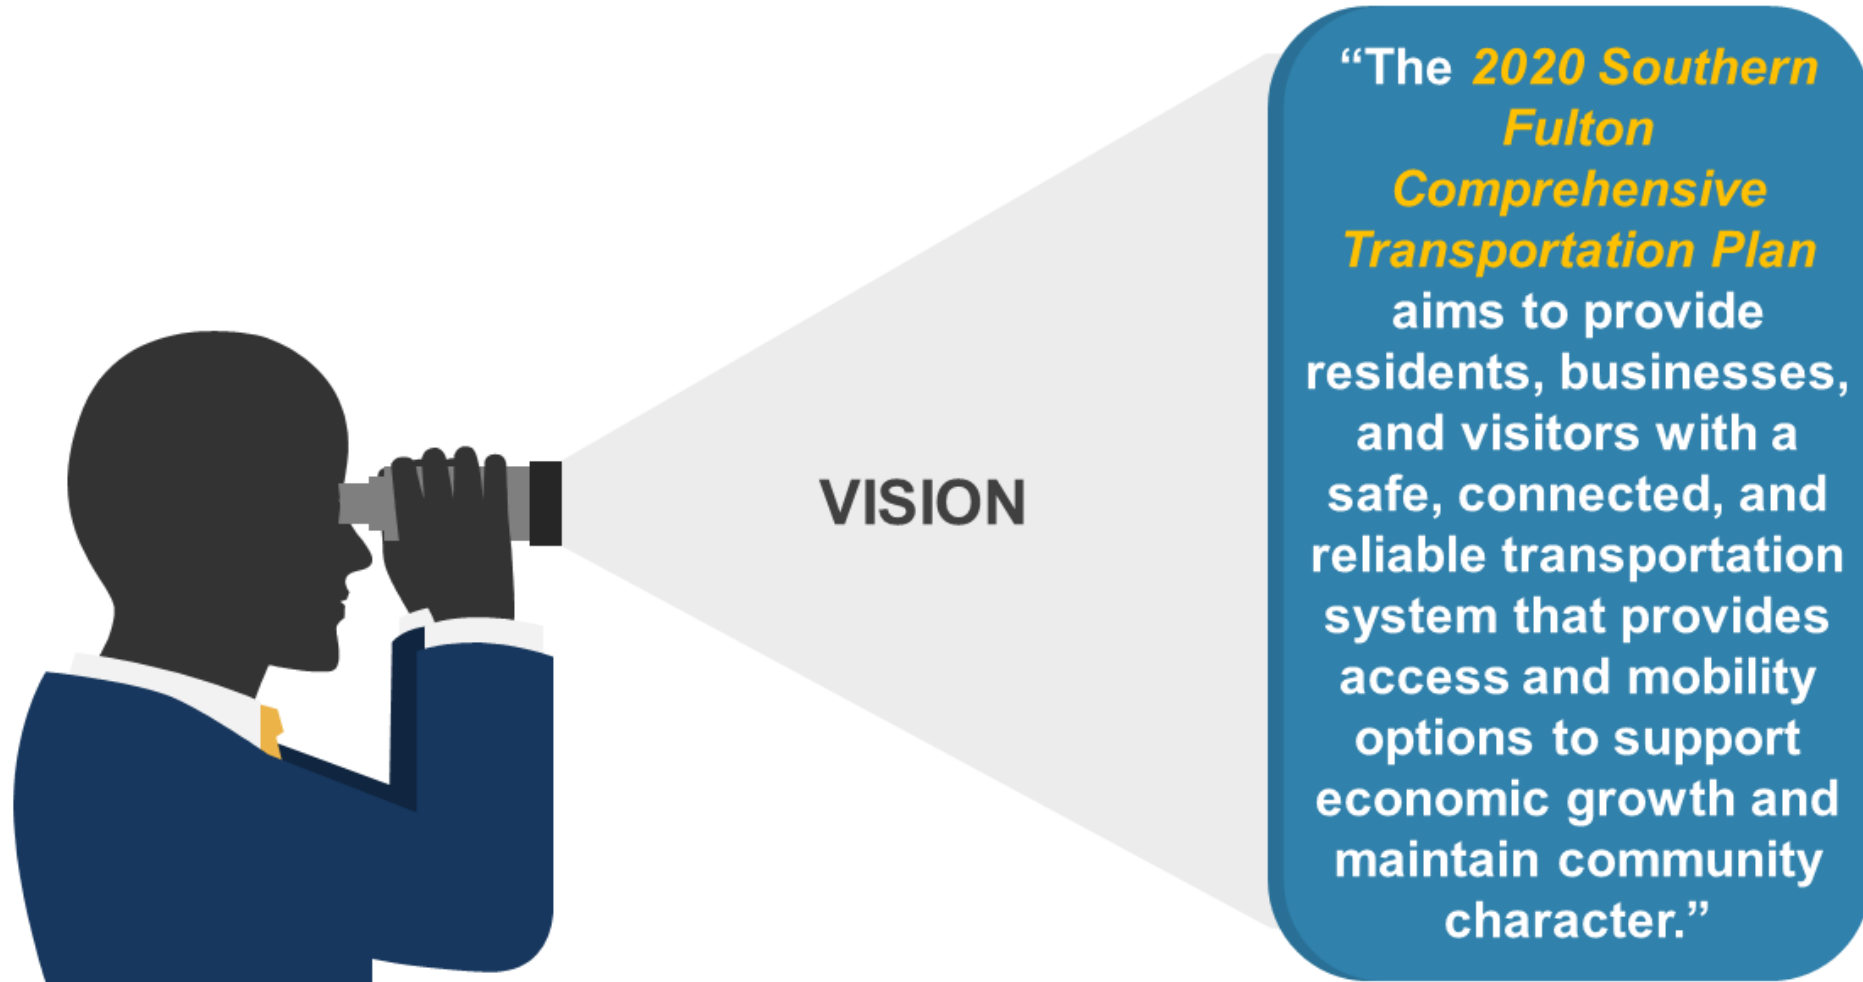 VISION
“The 2020 Southern
Fulton
Comprehensive
Transportation Plan
aims to provide
residents, businesses,
and visitors with a
safe, connected, and
reliable transportation
system that provides
access and mobility
options to support
economic growth and
maintain community
character.”